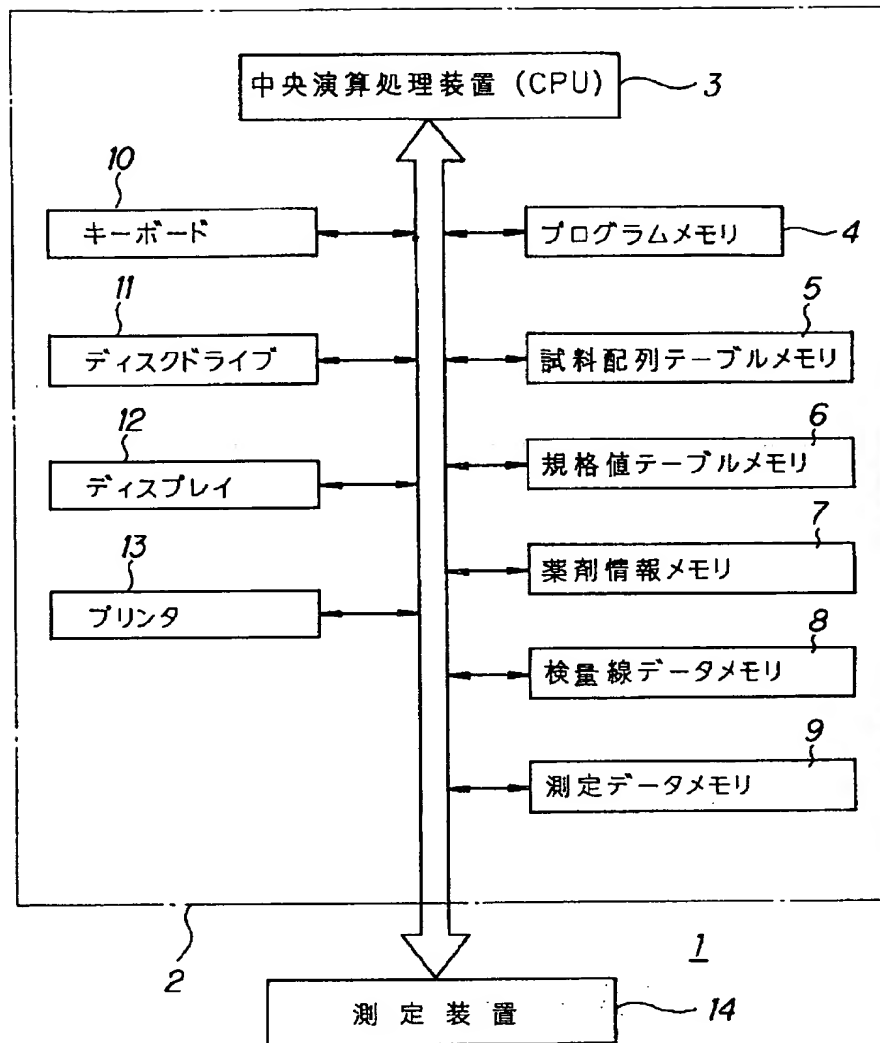 中央演算処理装置(CPU)
3
10
キーボード
プログラムメモリ
4
11
5
ディスクドライブ
試料配列テーブルメモリ
12
6
ディスプレイ
規格値テーブルメモリ
13
7
プリンタ
薬剤情報メモリ
8
検量線データメモリ
9
測定データメモリ
2
1
測定装置
14